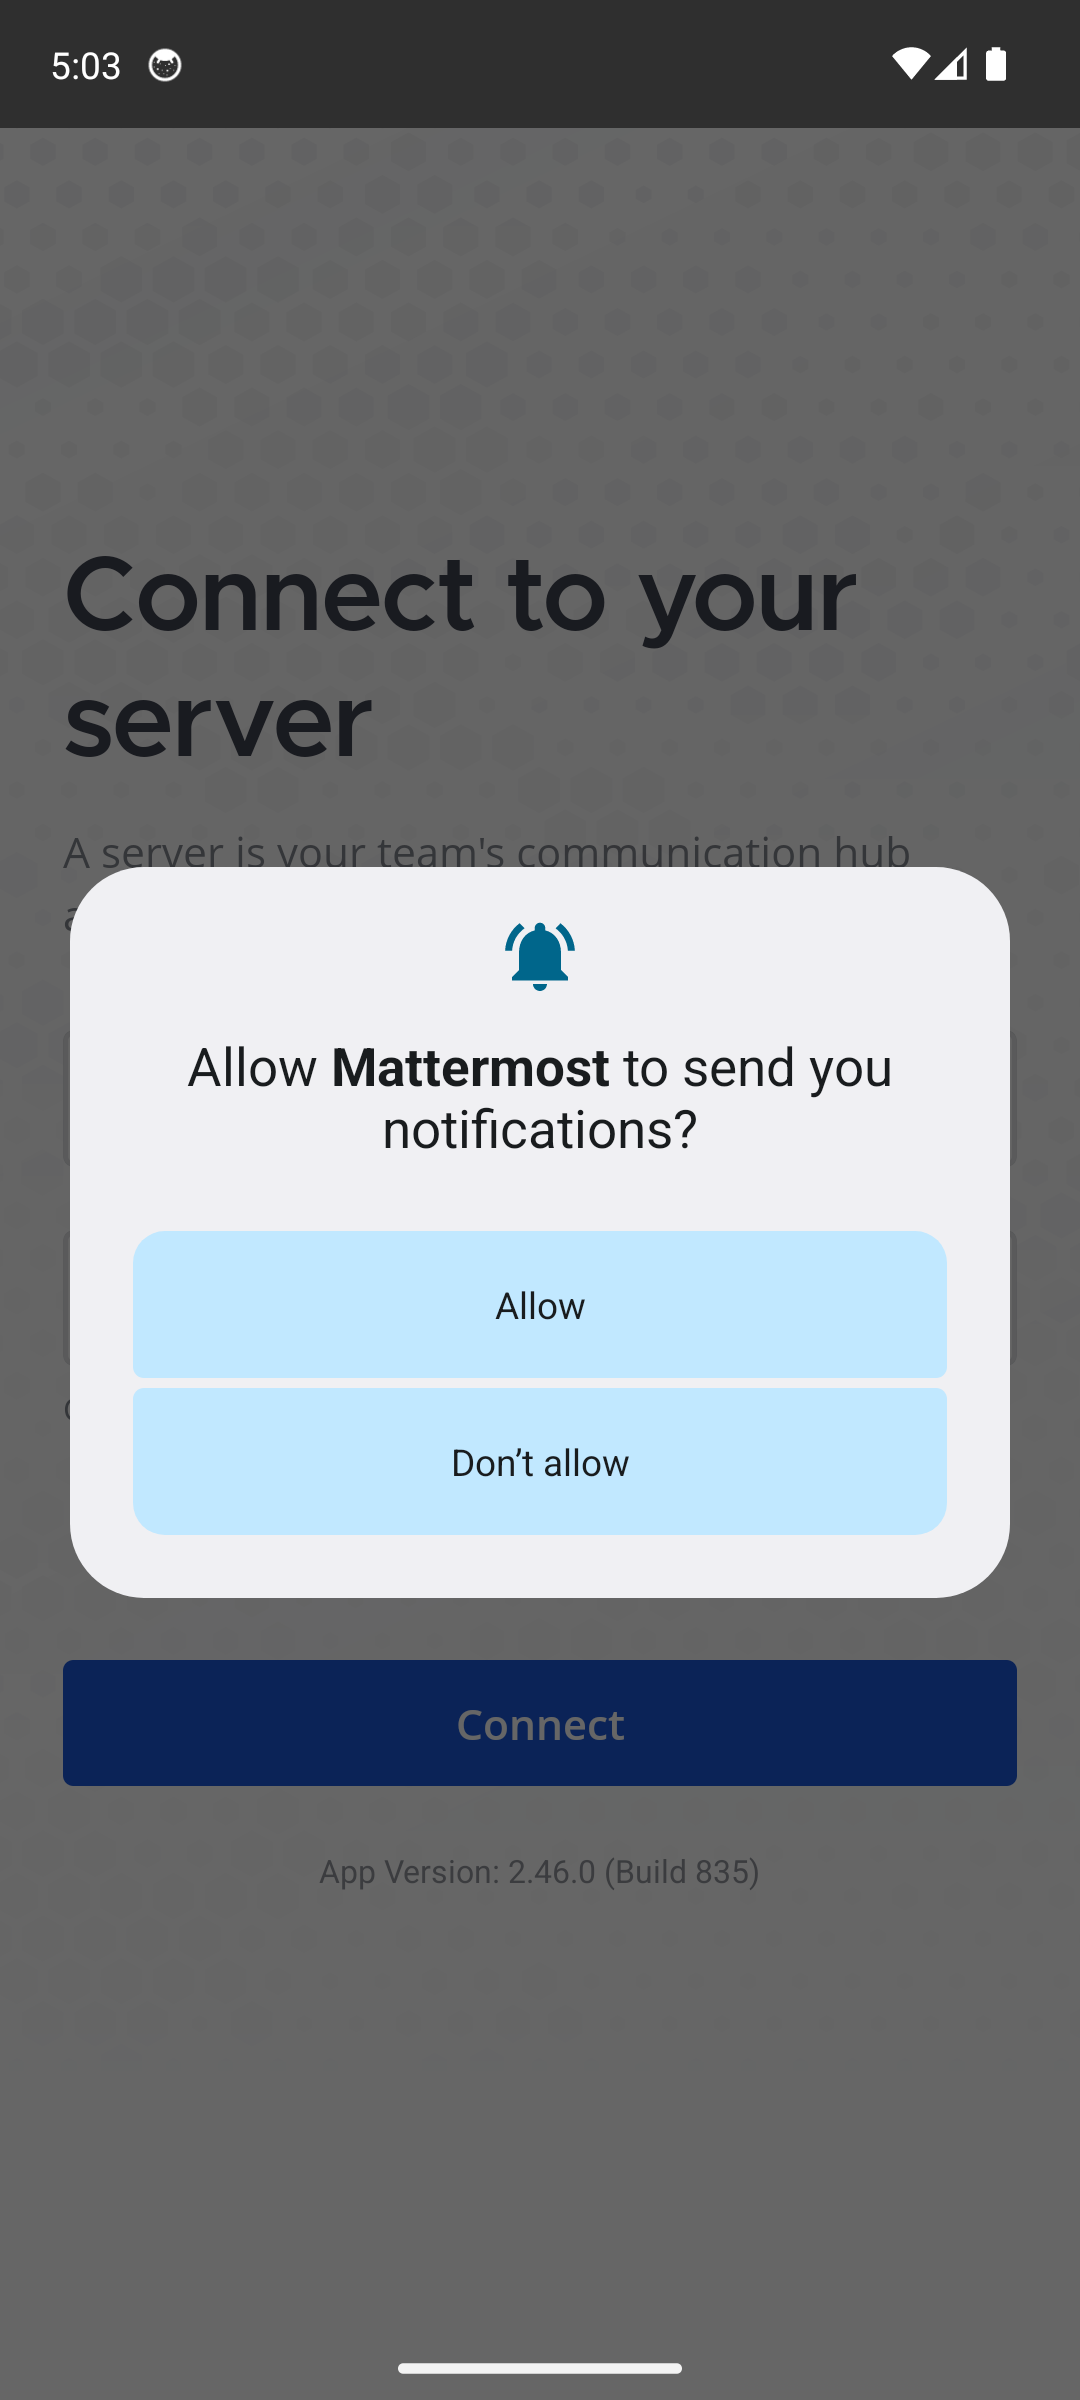 5:03
Connect to your
server
A server is your team's communication hub
Allow Mattermost to send you
notifications?
Allow
Don’t allow
Connect
App Version: 2.46.0 (Build 835)